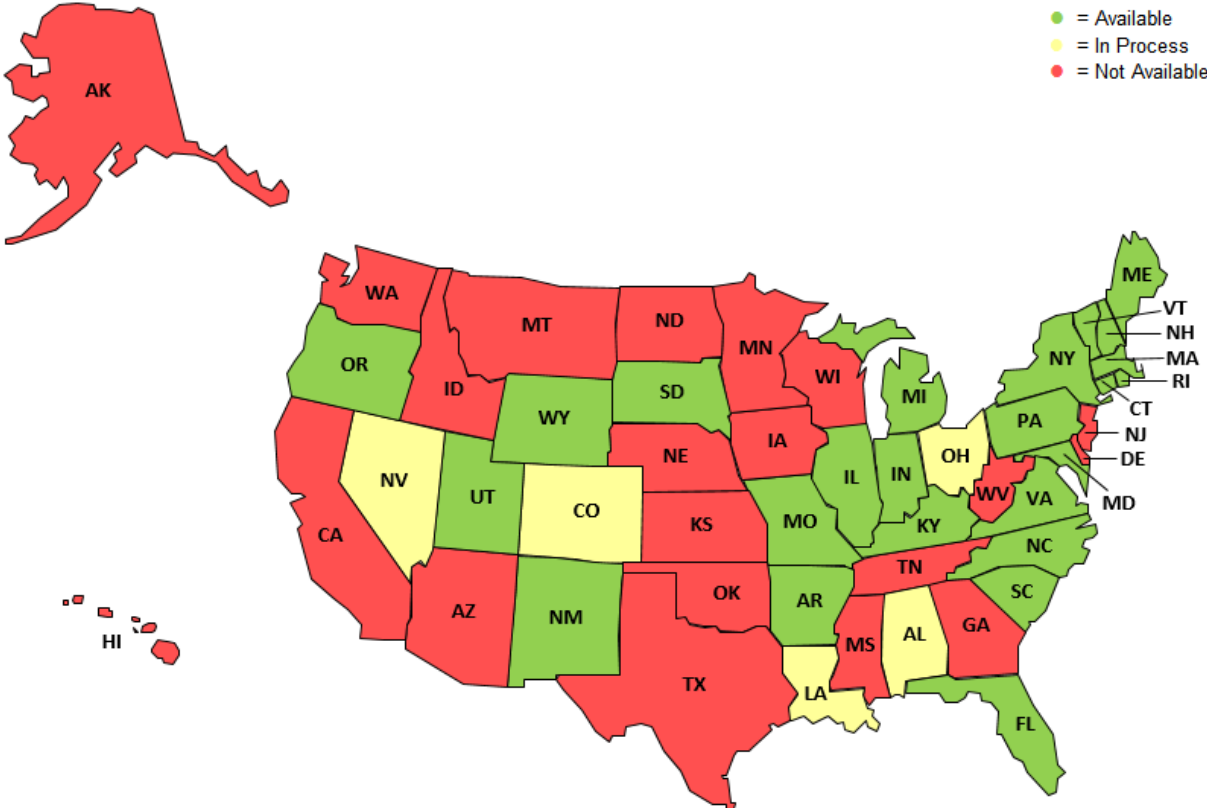 = Available
= In Process
= Not Available
AK
ME
WA
VT
MT
ND
NH
MN
NY
MA
OR
WI
RI
ID
SD
MI
WY
CT
PA
NJ
IA
NE
OH
DE
NV
IL
IN
UT
WV
VA
MD
CO
MO
KS
KY
CA
NC
TN
SC
OK
AR
AZ
NM
GA
AL
HI
MS
TX
LA
FL